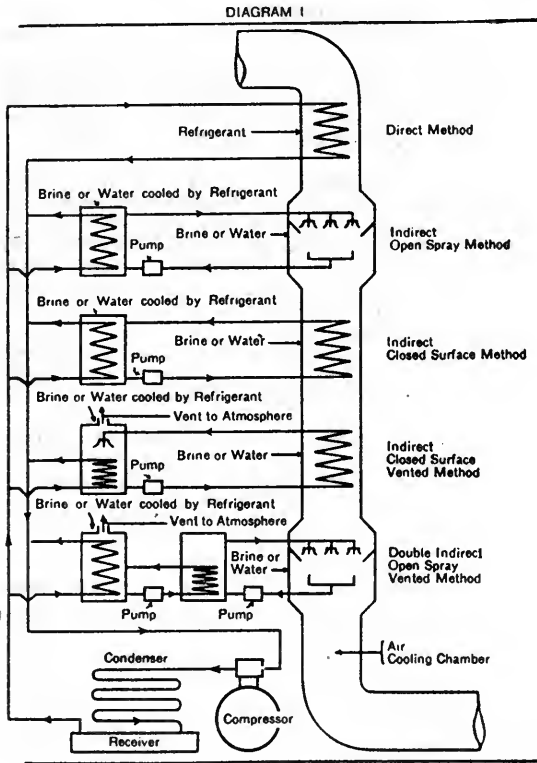 DIAGRAM I
Refrigerant
Direct Method
Brine or Water cooled by Refrigerant
Pump
Brine or Water
Indirect
Open Spray Method
Brine or Water cooled by Refrigerant
Pump
Brine or Water
Indirect
Closed Surface Method
Brine or Water cooled by Refrigerant
Vent to Atmosphere
Pump
Brine or Water
Indirect
Closed Surface
Vented Method
Brine or Water cooled by Refrigerant
Vent to Atmosphere
Brine or
Water
Pump
Pump
Double Indirect
Open Spray
Vented Method
Air
Cooling Chamber
Condenser
Compressor
Receiver